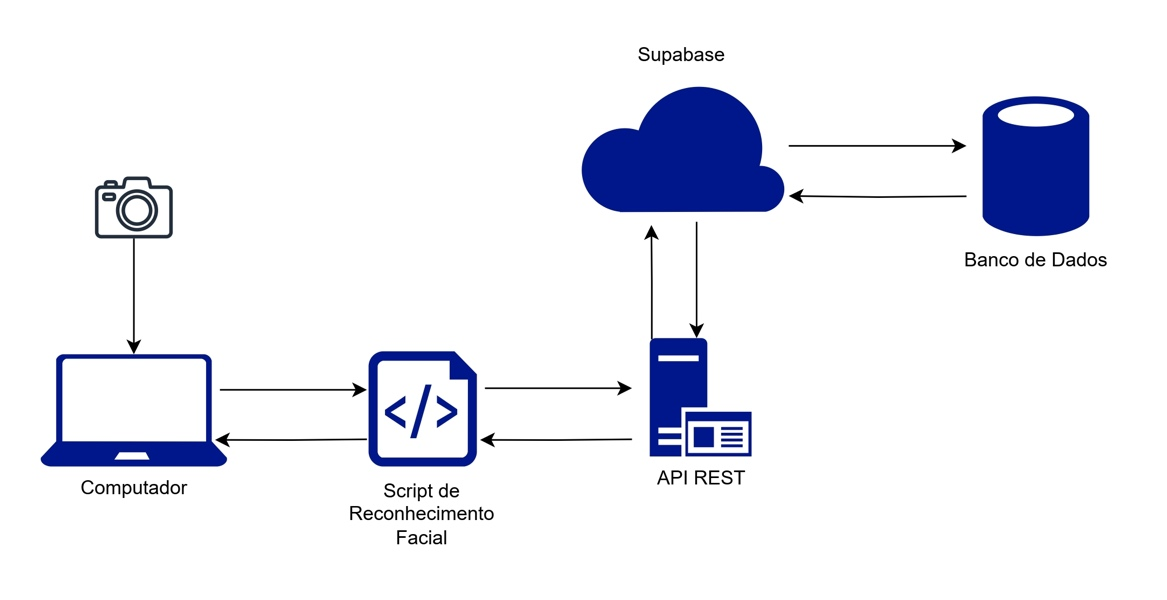 Supabase
Banco de Dados
Computador
Script de
Reconhecimento
Facial
API REST